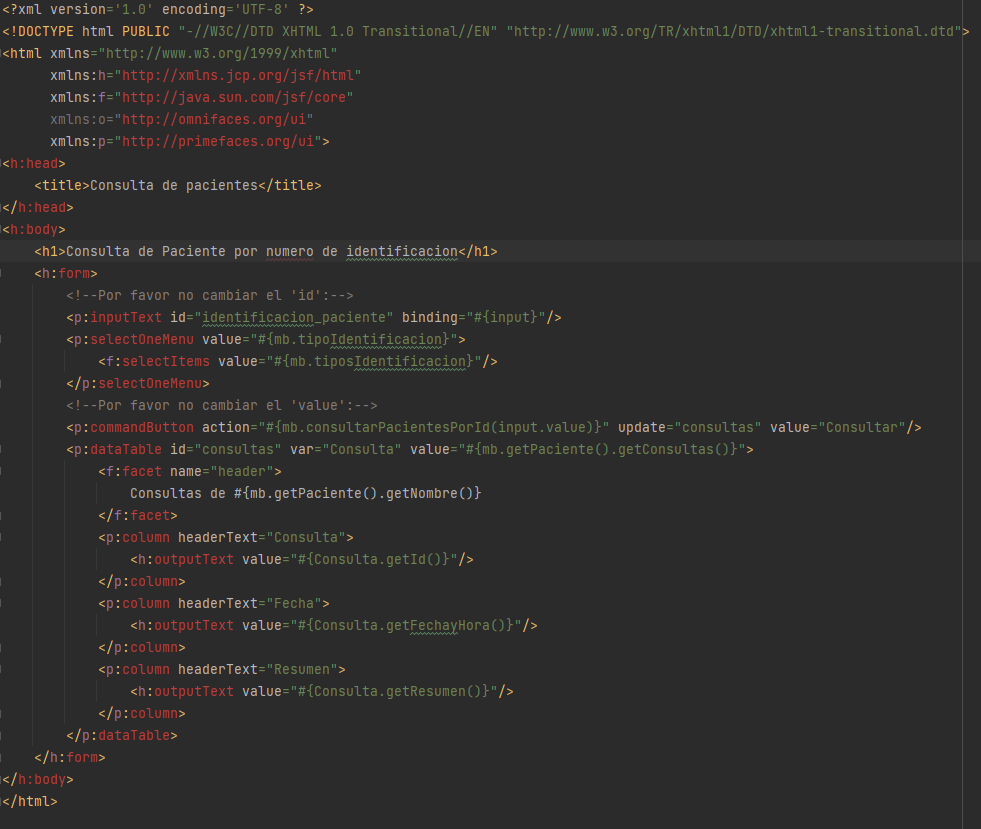 <?xml version='1.0' encoding='UTF-8' ?>
<!DOCTYPE html PUBLIC "-//W3C//DTD XHTML 1.0 Transitional//EN" "http://www.w3.org/TR/xhtml1/DTD/xhtml1-transitional.dtd">
<html xmlns="http://www.w3.org/1999/xhtml"
      xmlns:h="http://xmlns.jcp.org/jsf/html"
      xmlns:f="http://java.sun.com/jsf/core"
      xmlns:o="http://omnifaces.org/ui"
      xmlns:p="http://primefaces.org/ui">
<h:head>
    <title>Consulta de pacientes</title>
</h:head>
<h:body>
    <h1>Consulta de Paciente por numero de identificacion</h1>
    <h:form>
        <!--Por favor no cambiar el 'id':-->
        <p:inputText id="identificacion_paciente" binding="#{input}"/>
        <p:selectOneMenu value="#{mb.tipoIdentificacion}">
            <f:selectItems value="#{mb.tiposIdentificacion}"/>
        </p:selectOneMenu>
        <!--Por favor no cambiar el 'value':-->
        <p:commandButton action="#{mb.consultarPacientesPorId(input.value)}" update="consultas" value="Consultar"/>
        <p:dataTable id="consultas" var="Consulta" value="#{mb.getPaciente().getConsultas()}">
            <f:facet name="header">
                Consultas de #{mb.getPaciente().getNombre()}
            </f:facet>
            <p:column headerText="Consulta">
                <h:outputText value="#{Consulta.getId()}"/>
            </p:column>
            <p:column headerText="Fecha">
                <h:outputText value="#{Consulta.getFechayHora()}"/>
            </p:column>
            <p:column headerText="Resumen">
                <h:outputText value="#{Consulta.getResumen()}"/>
            </p:column>
        </p:dataTable>
    </h:form>
</h:body>
</html>